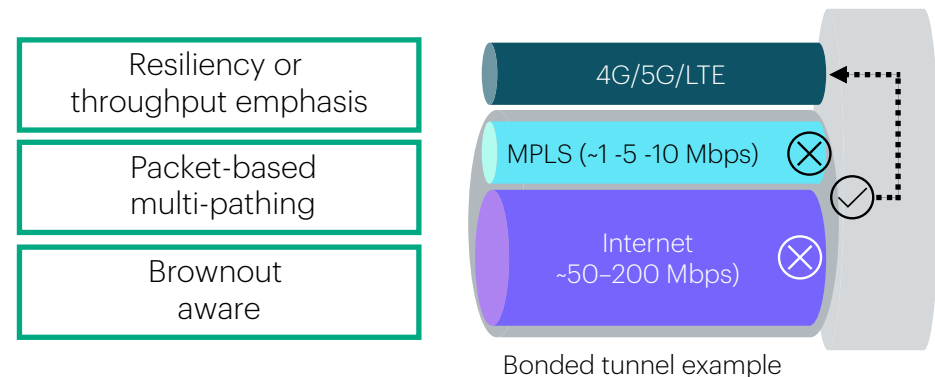 Resiliency or
throughput emphasis
Packet-based
multi-pathing
Brownout
aware
4G/5G/LTE
MPLS (~1 -5 -10 Mbps)
Internet
~50–200 Mbps)
Bonded tunnel example